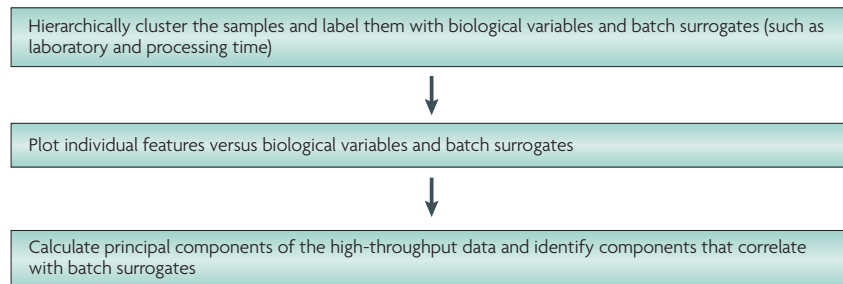 Hierarchically cluster the samples and label them with biological variables and batch surrogates (such as
laboratory and processing time)
Plot individual features versus biological variables and batch surrogates
Calculate principal components of the high-throughput data and identify components that correlate
with batch surrogates